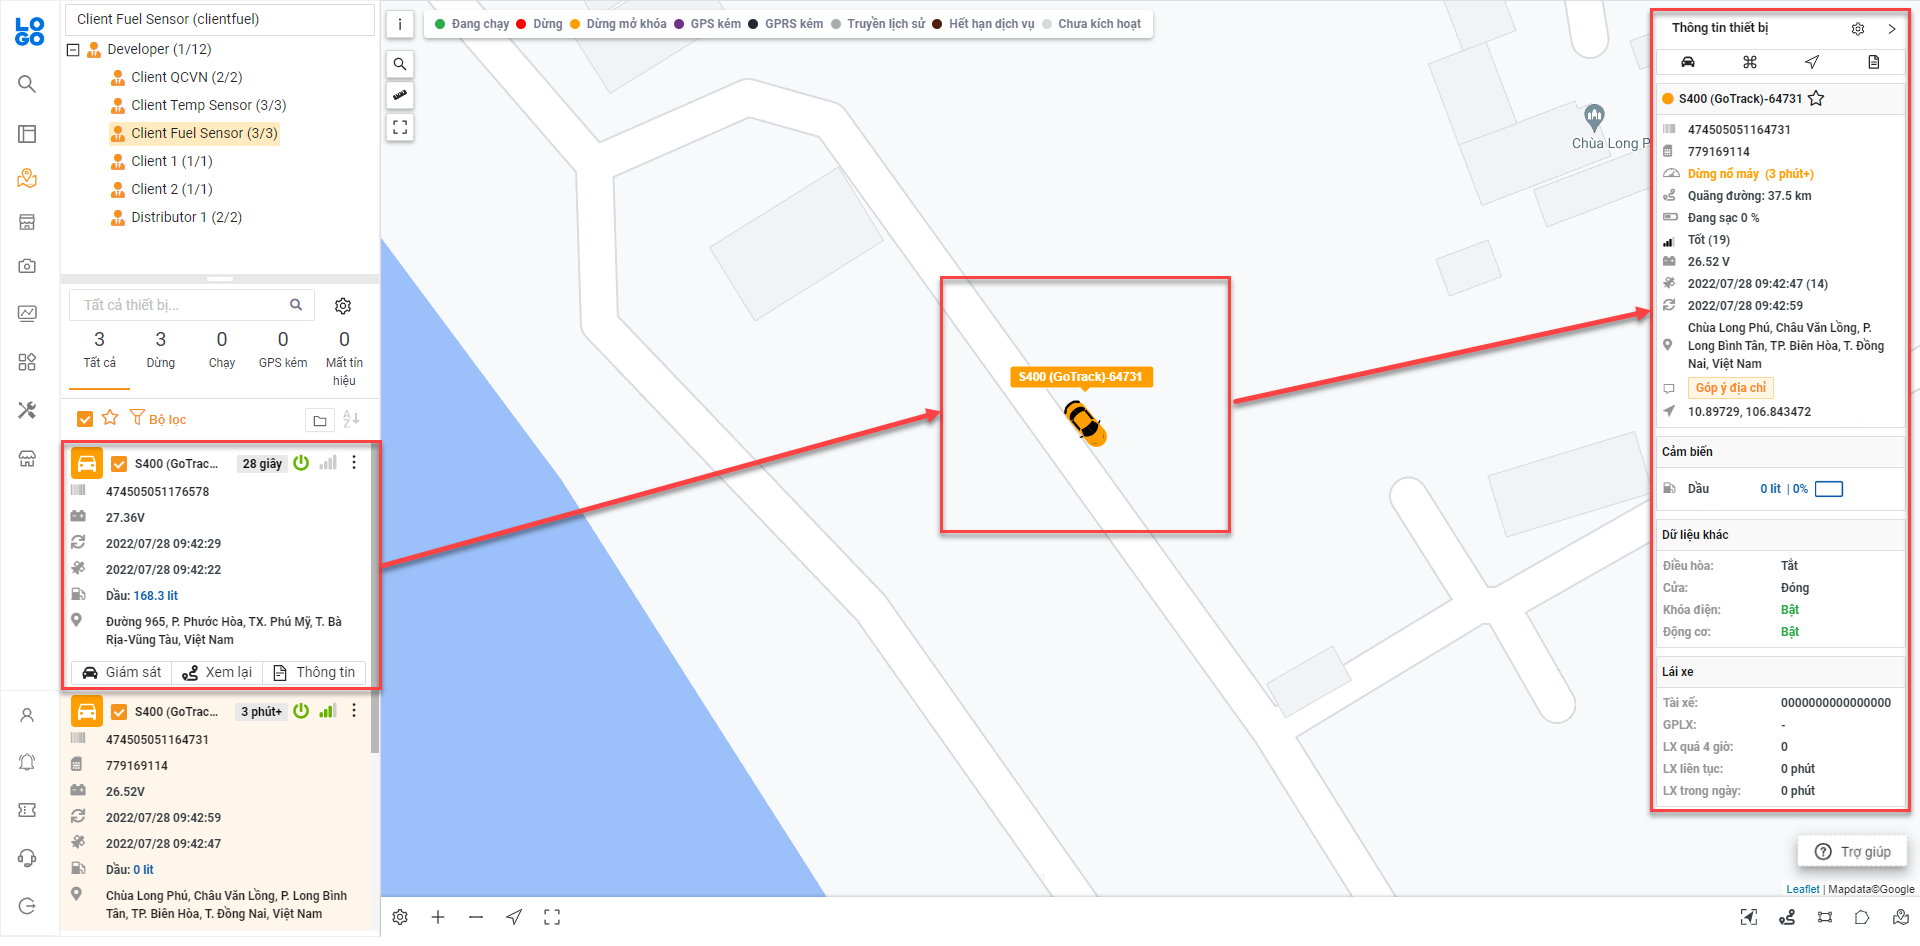 LOGO
Client Fuel Sensor (clientfuel)
Developer (1/12)
Client QCVN (2/2)
Client Temp Sensor (3/3)
Client Fuel Sensor (3/3)
Client 1 (1/1)
Client 2 (1/1)
Distributor 1 (2/2)
Tất cả thiết bị...
3 3 0 0 0
Tất cả Dừng Chạy GPS kém Mất tín hiệu
Bộ lọc
S400 (GoTrac... 28 giây
474505051176578
27.36V
2022/07/28 09:42:29
2022/07/28 09:42:22
Dầu: 168.3 lit
Đường 965, P. Phước Hòa, TX. Phú Mỹ, T. Bà
Rịa-Vũng Tàu, Việt Nam
Giám sát Xem lại Thông tin
S400 (GoTrac... 3 phút+
474505051164731
779169114
26.52V
2022/07/28 09:42:59
2022/07/28 09:42:47
Dầu: 0 lit
Chùa Long Phú, Châu Văn Lồng, P. Long Bình
Tân, TP. Biên Hòa, T. Đồng Nai, Việt Nam
Đang chạy Dừng Dừng mở khóa GPS kém GPRS kém Truyền lịch sử Hết hạn dịch vụ Chưa kích hoạt
Chùa Long P
S400 (GoTrack)-64731
Thông tin thiết bị
S400 (GoTrack)-64731
474505051164731
779169114
Dừng nổ máy (3 phút+)
Quãng đường: 37.5 km
Đang sạc 0 %
Tốt (19)
26.52 V
2022/07/28 09:42:47 (14)
2022/07/28 09:42:59
Chùa Long Phú, Châu Văn Lồng, P.
Long Bình Tân, TP. Biên Hòa, T. Đồng
Nai, Việt Nam
Góp ý địa chỉ
10.89729, 106.843472
Cảm biến
Dầu 0 lit | 0%
Dữ liệu khác
Điều hòa: Tắt
Cửa: Đóng
Khóa điện: Bật
Động cơ: Bật
Lái xe
Tài xế: 0000000000000000
GPLX: -
LX quá 4 giờ: 0
LX liên tục: 0 phút
LX trong ngày: 0 phút
Trợ giúp
Leaflet | Mapdata©Google